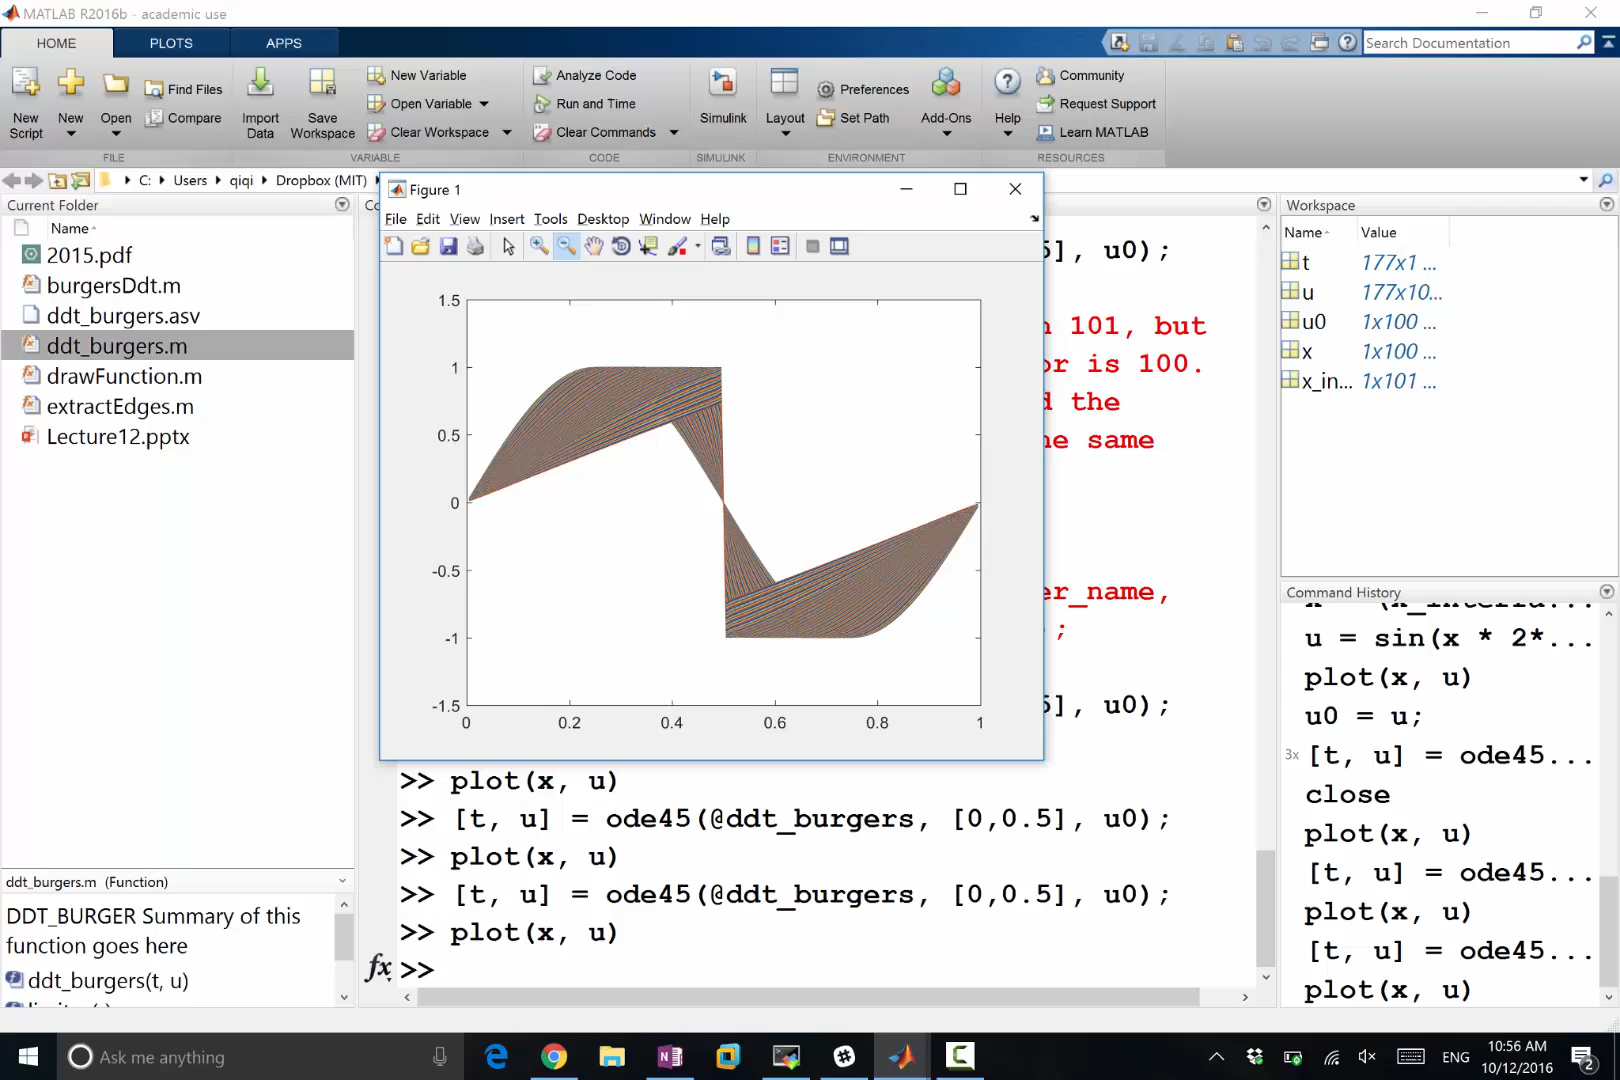 MATLAB R2016b - academic use
HOME PLOTS APPS
Search Documentation
New Script
New
Open
Find Files
Compare
Import Data
Save Workspace
New Variable
Open Variable
Clear Workspace
Analyze Code
Run and Time
Clear Commands
Simulink
Layout
Preferences
Set Path
Add-Ons
Help
Community
Request Support
Learn MATLAB
FILE VARIABLE CODE SIMULINK ENVIRONMENT RESOURCES
C: Users qiqi Dropbox (MIT)
Current Folder
Name
2015.pdf
burgersDdt.m
ddt_burgers.asv
ddt_burgers.m
drawFunction.m
extractEdges.m
Lecture12.pptx
ddt_burgers.m (Function)
DDT_BURGER Summary of this
function goes here
ddt_burgers(t, u)
Figure 1
File Edit View Insert Tools Desktop Window Help
1.5
1
0.5
0
-0.5
-1
-1.5
0 0.2 0.4 0.6 0.8 1
5], u0);
n 101, but
or is 100.
d the
ne same
er_name,
);
5], u0);
>> plot(x, u)
>> [t, u] = ode45(@ddt_burgers, [0,0.5], u0);
>> plot(x, u)
>> [t, u] = ode45(@ddt_burgers, [0,0.5], u0);
>> plot(x, u)
fx >>
Workspace
Name Value
t 177x1 ...
u 177x10...
u0 1x100 ...
x 1x100 ...
x_in... 1x101 ...
Command History
u = sin(x * 2*...
plot(x, u)
u0 = u;
3x [t, u] = ode45...
close
plot(x, u)
[t, u] = ode45...
plot(x, u)
[t, u] = ode45...
plot(x, u)
Ask me anything
ENG
10:56 AM
10/12/2016
2